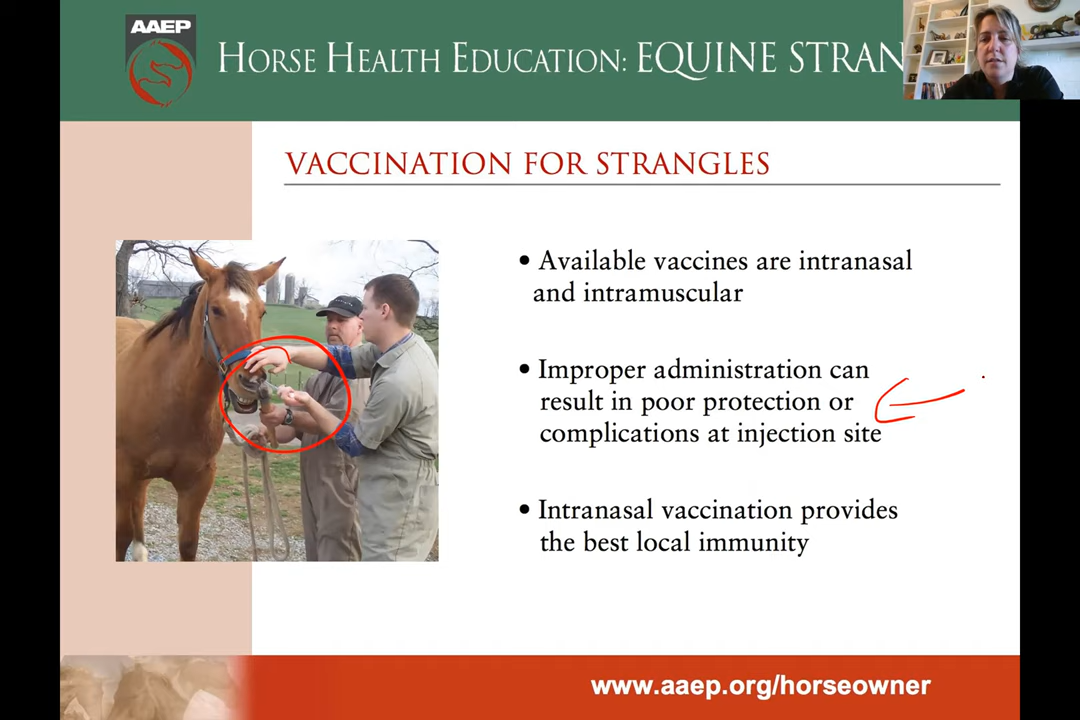 AAEP
HORSE HEALTH EDUCATION: EQUINE STRAN
VACCINATION FOR STRANGLES
• Available vaccines are intranasal
and intramuscular
• Improper administration can
result in poor protection or
complications at injection site
• Intranasal vaccination provides
the best local immunity
www.aaep.org/horseowner